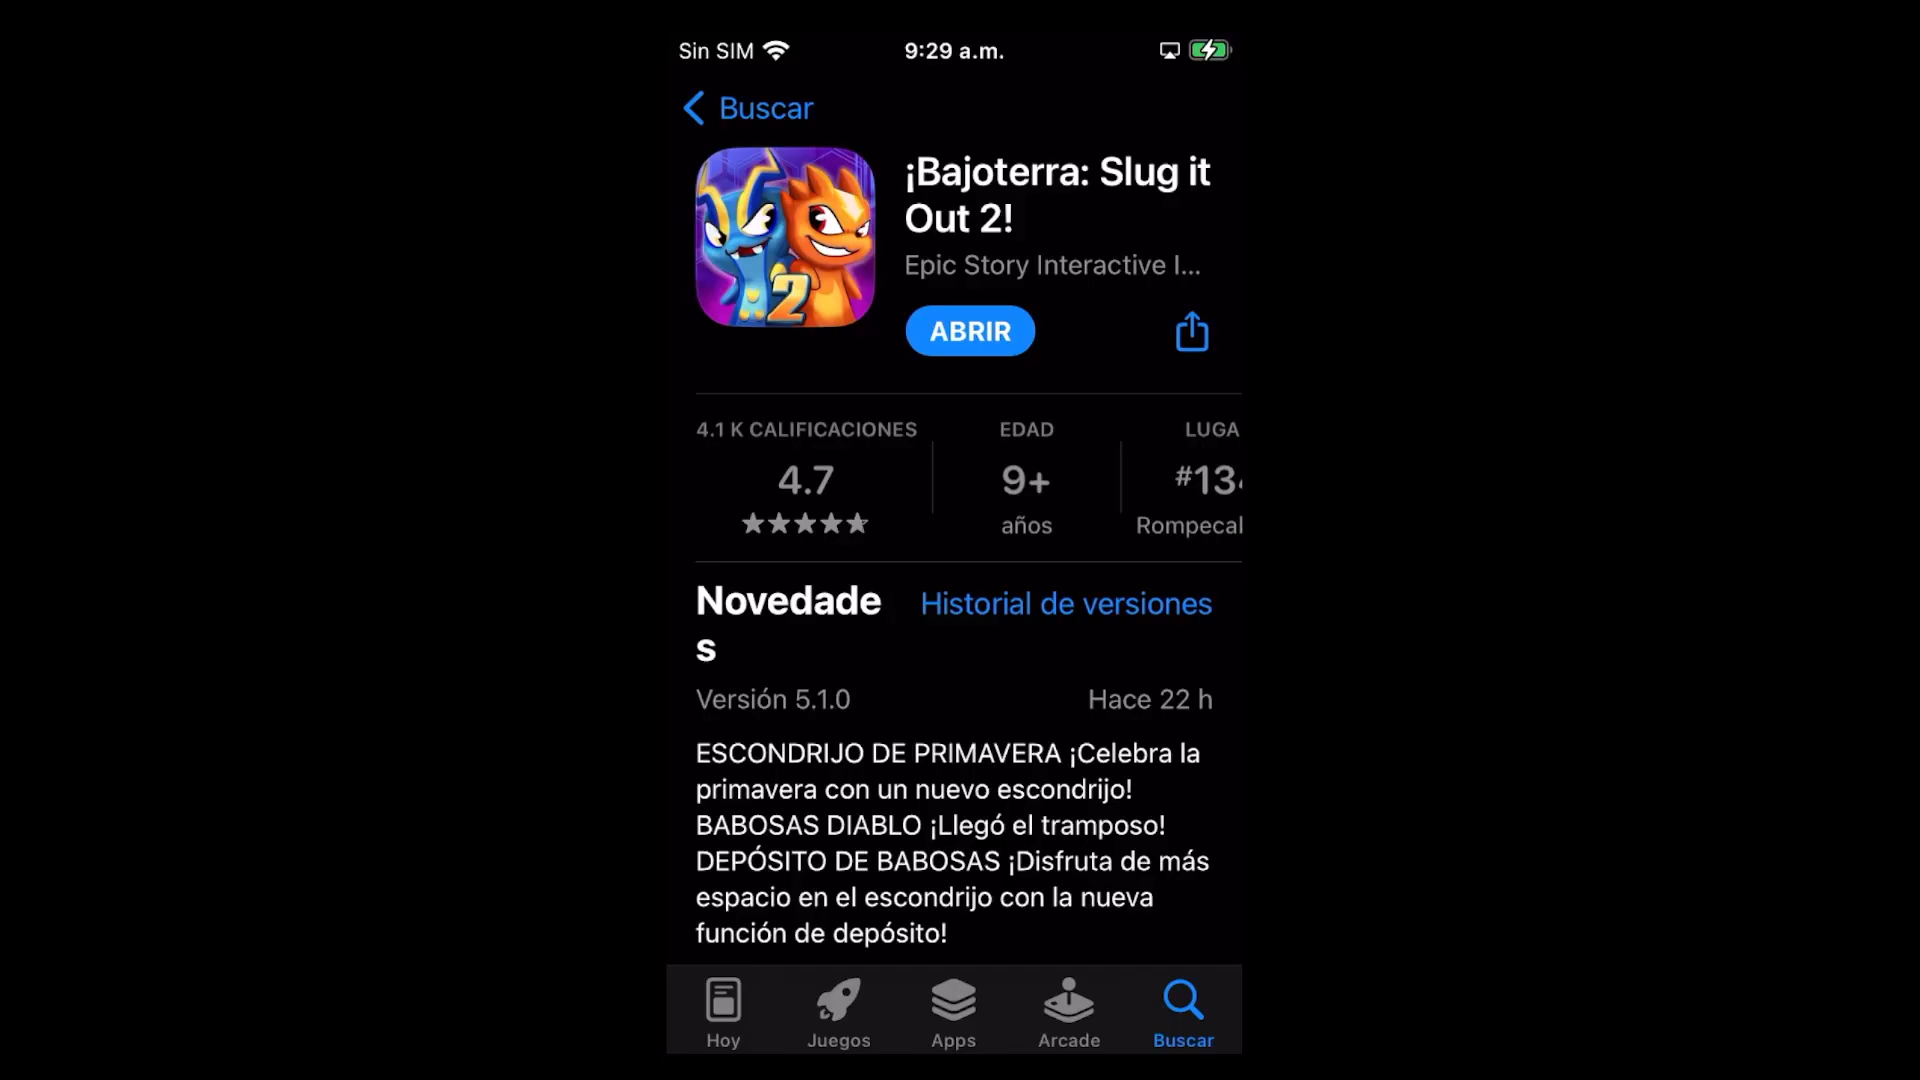 Sin SIM
9:29 a.m.
Buscar
¡Bajoterra: Slug it
Out 2!
Epic Story Interactive I...
ABRIR
2
4.1 K CALIFICACIONES
4.7
EDAD
9+
años
LUGA
#13
Rompecal
Novedade
s
Historial de versiones
Versión 5.1.0
Hace 22 h
ESCONDRIJO DE PRIMAVERA ¡Celebra la
primavera con un nuevo escondrijo!
BABOSAS DIABLO ¡Llegó el tramposo!
DEPÓSITO DE BABOSAS ¡Disfruta de más
espacio en el escondrijo con la nueva
función de depósito!
Hoy
Juegos
Apps
Arcade
Buscar